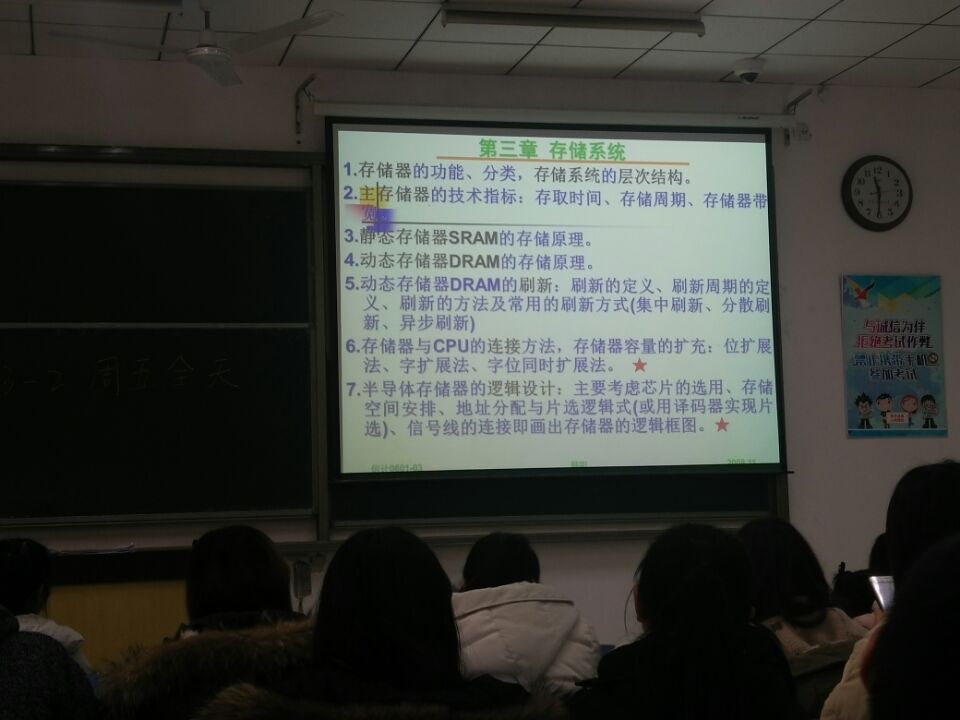 第三章 存储系统
1.存储器的功能、分类，存储系统的层次结构。
2.主存储器的技术指标：存取时间、存储周期、存储器带
宽。
3.静态存储器SRAM的存储原理。
4.动态存储器DRAM的存储原理。
5.动态存储器DRAM的刷新：刷新的定义、刷新周期的定
义、刷新的方法及常用的刷新方式(集中刷新、分散刷
新、异步刷新)
6.存储器与CPU的连接方法，存储器容量的扩充：位扩展
法、字扩展法、字位同时扩展法。
7.半导体存储器的逻辑设计：主要考虑芯片的选用、存储
空间安排、地址分配与片选逻辑式(或用译码器实现片
选)、信号线的连接即画出存储器的逻辑框图。
信计0601-03
2008.11
3-2 周五全天
与诚信为伴
拒绝考试作弊
禁止携带手机
参加考试